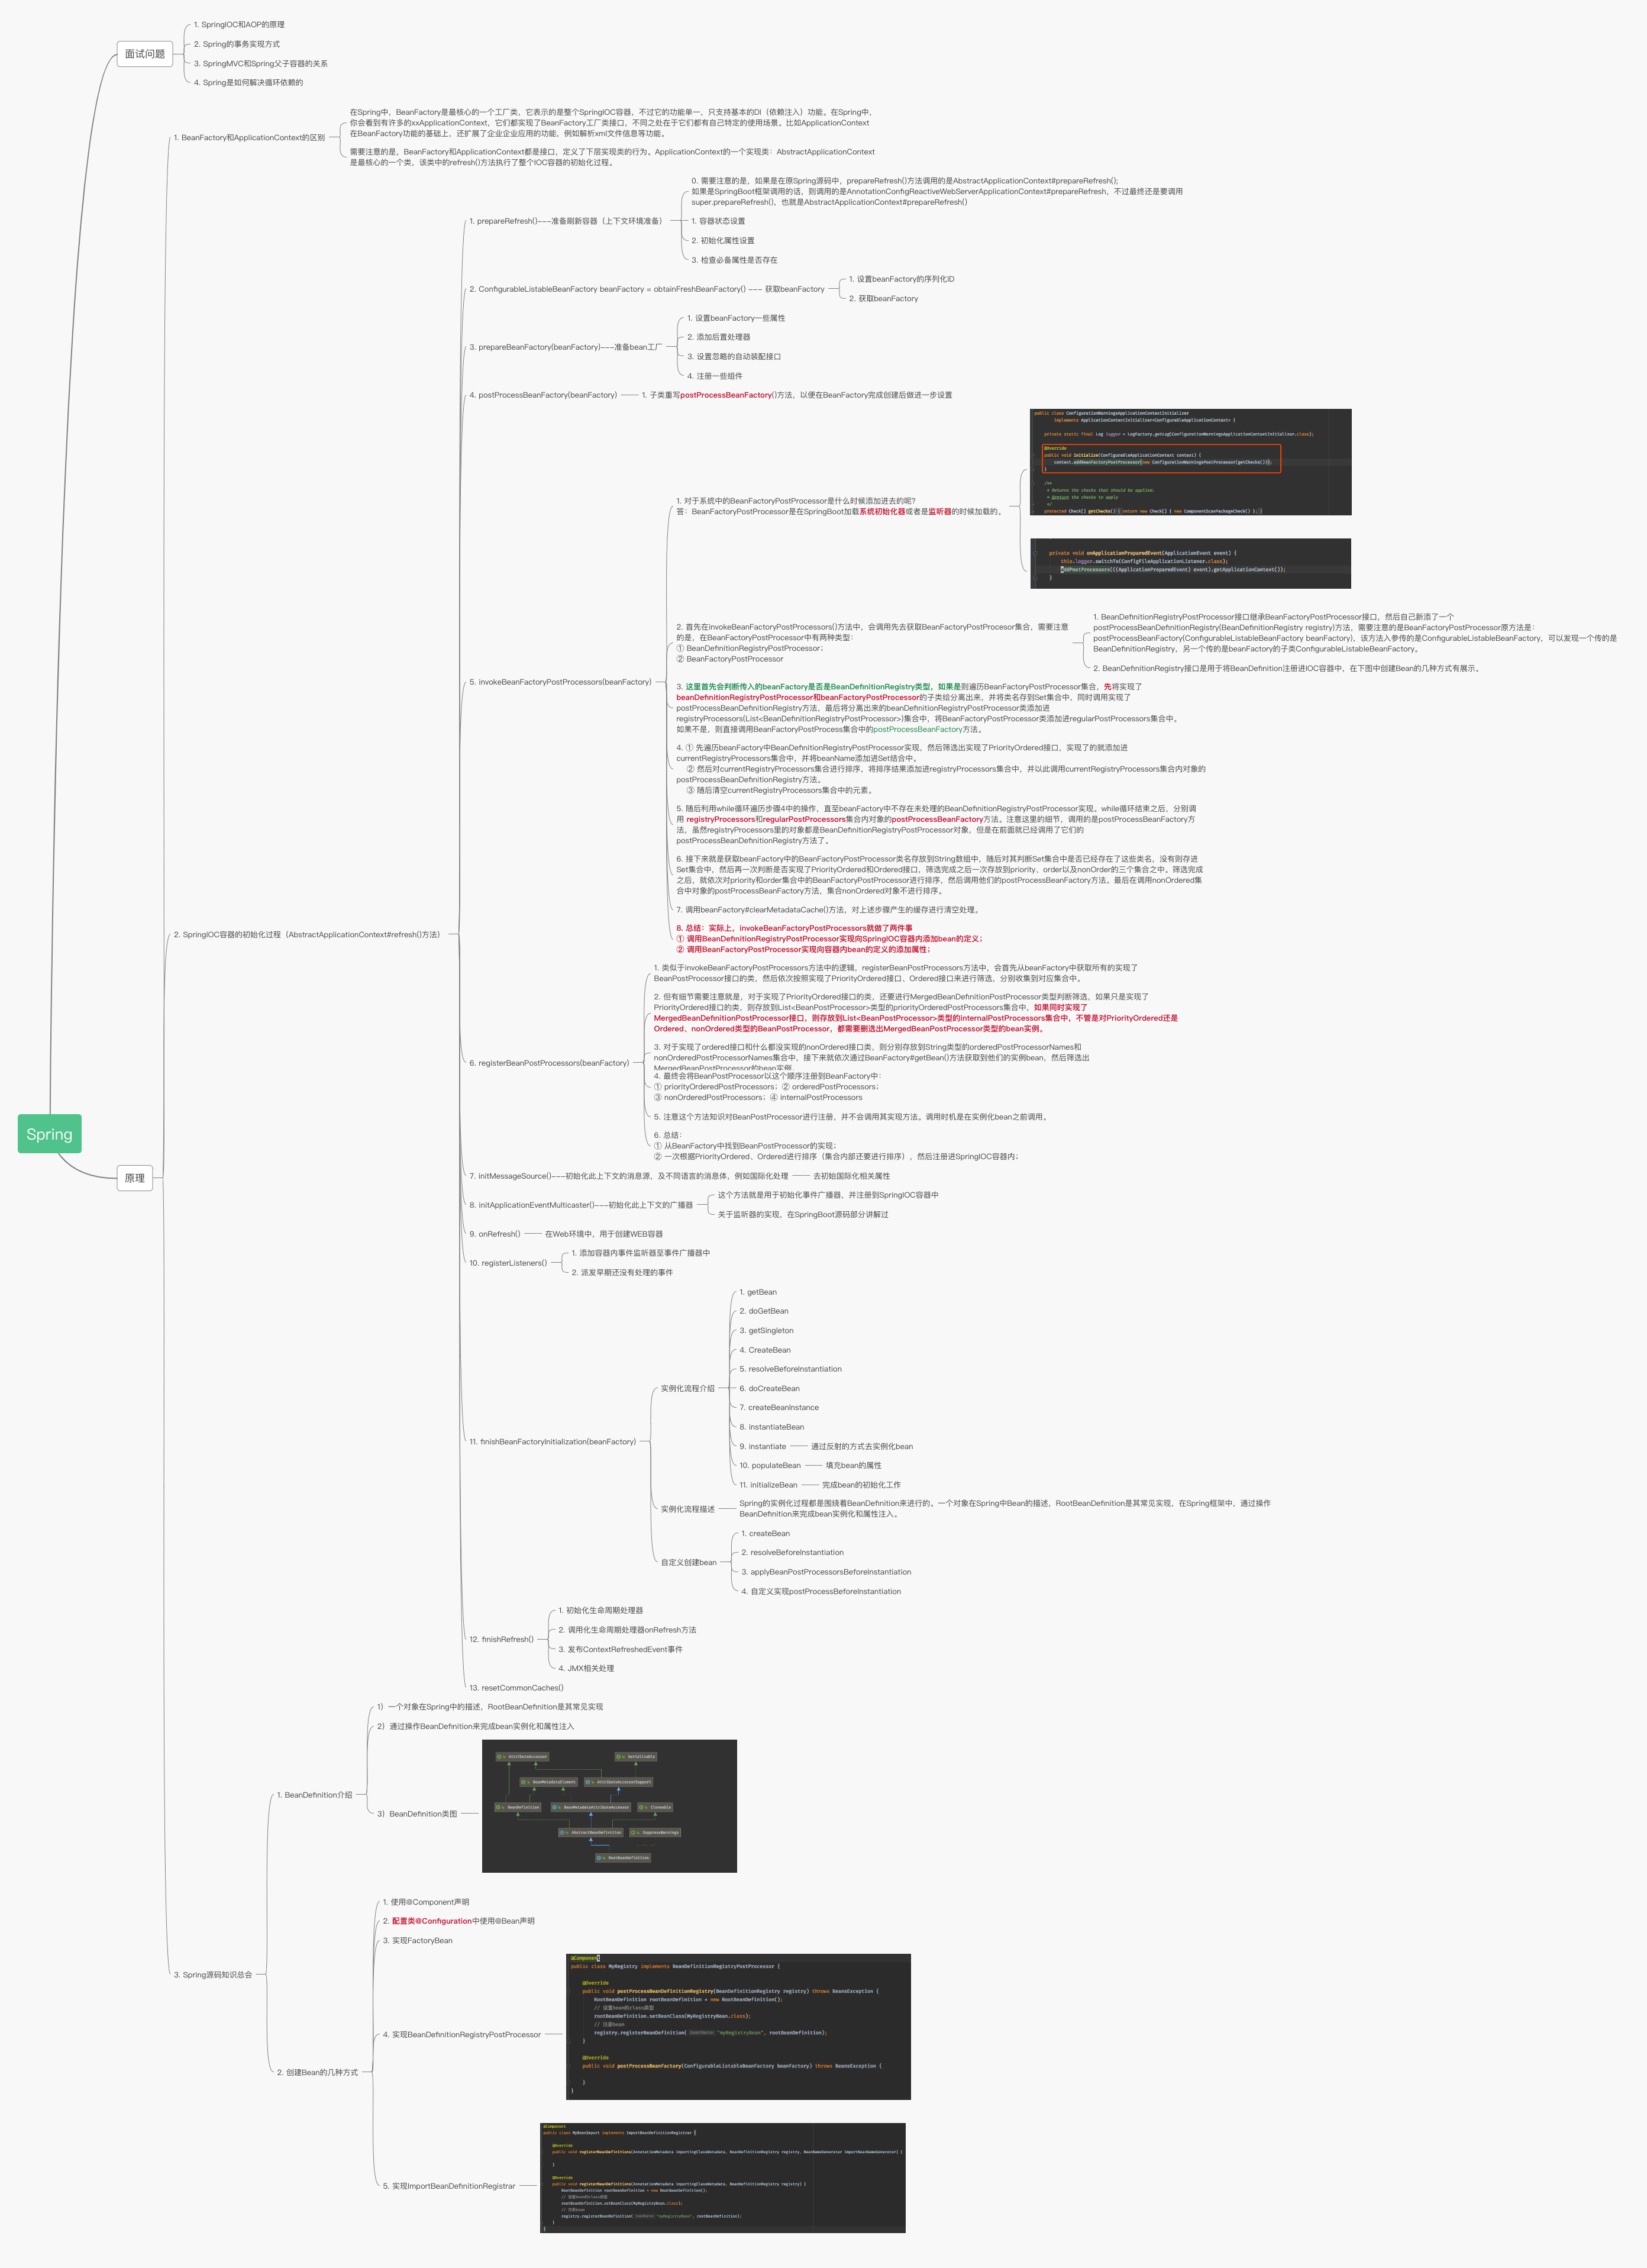 面试问题
1. SpringIOC和AOP的原理
2. Spring的事务实现方式
3. SpringMVC和Spring父子容器的关系
4. Spring是如何解决循环依赖的
Spring
原理
1. BeanFactory和ApplicationContext的区别
在Spring中，BeanFactory是最核心的一个工厂类，它表示的是整个SpringIOC容器，不过它的功能单一，只支持基本的DI（依赖注入）功能。在Spring中，
你会看到有许多的xxApplicationContext，它们都实现了BeanFactory工厂类接口，不同之处在于它们都有自己特定的使用场景。比如ApplicationContext
在BeanFactory功能的基础上，还扩展了企业企业应用的功能，例如解析xml文件信息等功能。
需要注意的是，BeanFactory和ApplicationContext都是接口，定义了下层实现类的行为。ApplicationContext的一个实现类：AbstractApplicationContext
是最核心的一个类，该类中的refresh()方法执行了整个IOC容器的初始化过程。
2. SpringIOC容器的初始化过程（AbstractApplicationContext#refresh()方法）
1. prepareRefresh()---准备刷新容器（上下文环境准备）
0. 需要注意的是，如果是在原Spring源码中，prepareRefresh()方法调用的是AbstractApplicationContext#prepareRefresh();
如果是SpringBoot框架调用的话，则调用的是AnnotationConfigReactiveWebServerApplicationContext#prepareRefresh，不过最终还是要调用
super.prepareRefresh()，也就是AbstractApplicationContext#prepareRefresh()
1. 容器状态设置
2. 初始化属性设置
3. 检查必备属性是否存在
2. ConfigurableListableBeanFactory beanFactory = obtainFreshBeanFactory() --- 获取beanFactory
1. 设置beanFactory的序列化ID
2. 获取beanFactory
3. prepareBeanFactory(beanFactory)---准备bean工厂
1. 设置beanFactory一些属性
2. 添加后置处理器
3. 设置忽略的自动装配接口
4. 注册一些组件
4. postProcessBeanFactory(beanFactory)
1. 子类重写postProcessBeanFactory()方法，以便在BeanFactory完成创建后做进一步设置
5. invokeBeanFactoryPostProcessors(beanFactory)
1. 对于系统中的BeanFactoryPostProcessor是什么时候添加进去的呢?
答：BeanFactoryPostProcessor是在SpringBoot加载系统初始化器或者是监听器的时候加载的。
public class ConfigurationWarningsApplicationContextInitializer
implements ApplicationContextInitializer<ConfigurableApplicationContext> {
private static final Log logger = LogFactory.getLog(ConfigurationWarningsApplicationContextInitializer.class);
@Override
public void initialize(ConfigurableApplicationContext context) {
context.addBeanFactoryPostProcessor(new ConfigurationWarningsPostProcessor(getChecks()));
}
/**
* Returns the checks that should be applied.
* @return the checks to apply
*/
protected Check[] getChecks() { return new Check[] { new ComponentScanPackageCheck() }; }
private void onApplicationPreparedEvent(ApplicationEvent event) {
this.logger.switchTo(ConfigFileApplicationListener.class);
addPostProcessors(((ApplicationPreparedEvent) event).getApplicationContext());
}
2. 首先在invokeBeanFactoryPostProcessors()方法中，会调用先去获取BeanFactoryPostProcesor集合，需要注意
的是，在BeanFactoryPostProcessor中有两种类型：
① BeanDefinitionRegistryPostProcessor；
② BeanFactoryPostProcessor
1. BeanDefinitionRegistryPostProcessor接口继承BeanFactoryPostProcessor接口，然后自己新添了一个
postProcessBeanDefinitionRegistry(BeanDefinitionRegistry registry)方法，需要注意的是BeanFactoryPostProcessor原方法是：
postProcessBeanFactory(ConfigurableListableBeanFactory beanFactory)，该方法入参传的是ConfigurableListableBeanFactory，可以发现一个传的是
BeanDefinitionRegistry，另一个传的是beanFactory的子类ConfigurableListableBeanFactory。
2. BeanDefinitionRegistry接口是用于将BeanDefinition注册进IOC容器中，在下图中创建Bean的几种方式有展示。
3. 这里首先会判断传入的beanFactory是否是BeanDefinitionRegistry类型，如果是则遍历BeanFactoryPostProcessor集合，先将实现了
beanDefinitionRegistryPostProcessor和beanFactoryPostProcessor的子类给分离出来，并将类名存到Set集合中，同时调用实现了
postProcessBeanDefinitionRegistry方法，最后将分离出来的beanDefinitionRegistryPostProcessor类添加进
registryProcessors(List<BeanDefinitionRegistryPostProcessor>)集合中，将BeanFactoryPostProcessor类添加进regularPostProcessors集合中。
如果不是，则直接调用BeanFactoryPostProcess集合中的postProcessBeanFactory方法。
4. ① 先遍历beanFactory中BeanDefinitionRegistryPostProcessor实现，然后筛选出实现了PriorityOrdered接口，实现了的就添加进
currentRegistryProcessors集合中，并将beanName添加进Set结合中。
② 然后对currentRegistryProcessors集合进行排序，将排序结果添加进registryProcessors集合中，并以此调用currentRegistryProcessors集合内对象的
postProcessBeanDefinitionRegistry方法。
③ 随后清空currentRegistryProcessors集合中的元素。
5. 随后利用while循环遍历步骤4中的操作，直至beanFactory中不存在未处理的BeanDefinitionRegistryPostProcessor实现。while循环结束之后，分别调
用 registryProcessors和regularPostProcessors集合内对象的postProcessBeanFactory方法。注意这里的细节，调用的是postProcessBeanFactory方
法，虽然registryProcessors里的对象都是BeanDefinitionRegistryPostProcessor对象，但是在前面就已经调用了它们的
postProcessBeanDefinitionRegistry方法了。
6. 接下来就是获取beanFactory中的BeanFactoryPostProcessor类名存放到String数组中，随后对其判断Set集合中是否已经存在了这些类名，没有则存进
Set集合中，然后再一次判断是否实现了PriorityOrdered和Ordered接口，筛选完成之后一次存放到priority、order以及nonOrder的三个集合之中。筛选完成
之后，就依次对priority和order集合中的BeanFactoryPostProcessor进行排序，然后调用他们的postProcessBeanFactory方法。最后在调用nonOrdered集
合中对象的postProcessBeanFactory方法，集合nonOrdered对象不进行排序。
7. 调用beanFactory#clearMetadataCache()方法，对上述步骤产生的缓存进行清空处理。
8. 总结：实际上，invokeBeanFactoryPostProcessors就做了两件事
① 调用BeanDefinitionRegistryPostProcessor实现向SpringIOC容器内添加bean的定义；
② 调用BeanFactoryPostProcessor实现向容器内bean的定义的添加属性；
6. registerBeanPostProcessors(beanFactory)
1. 类似于invokeBeanFactoryPostProcessors方法中的逻辑，registerBeanPostProcessors方法中，会首先从beanFactory中获取所有的实现了
BeanPostProcessor接口的类，然后依次按照实现了PriorityOrdered接口、Ordered接口来进行筛选，分别收集到对应集合中。
2. 但有细节需要注意就是，对于实现了PriorityOrdered接口的类，还要进行MergedBeanDefinitionPostProcessor类型判断筛选，如果只是实现了
PriorityOrdered接口的类，则存放到List<BeanPostProcessor>类型的priorityOrderedPostProcessors集合中，如果同时实现了
MergedBeanDefinitionPostProcessor接口，则存放到List<BeanPostProcessor>类型的internalPostProcessors集合中，不管是对PriorityOrdered还是
Ordered、nonOrdered类型的BeanPostProcessor，都需要删选出MergedBeanPostProcessor类型的bean实例。
3. 对于实现了ordered接口和什么都没实现的nonOrdered接口类，则分别存放到String类型的orderedPostProcessorNames和
nonOrderedPostProcessorNames集合中，接下来就依次通过BeanFactory#getBean()方法获取到他们的实例bean，然后筛选出
MergedBeanPostProcessor的bean实例。
4. 最终会将BeanPostProcessor以这个顺序注册到BeanFactory中：
① priorityOrderedPostProcessors；② orderedPostProcessors；
③ nonOrderedPostProcessors；④ internalPostProcessors
5. 注意这个方法知识对BeanPostProcessor进行注册，并不会调用其实现方法。调用时机是在实例化bean之前调用。
6. 总结：
① 从BeanFactory中找到BeanPostProcessor的实现；
② 一次根据PriorityOrdered、Ordered进行排序（集合内部还要进行排序），然后注册进SpringIOC容器内；
7. initMessageSource()---初始化此上下文的消息源，及不同语言的消息体，例如国际化处理
去初始国际化相关属性
8. initApplicationEventMulticaster()---初始化此上下文的广播器
这个方法就是用于初始化事件广播器，并注册到SpringIOC容器中
关于监听器的实现，在SpringBoot源码部分讲解过
9. onRefresh()
在Web环境中，用于创建WEB容器
10. registerListeners()
1. 添加容器内事件监听器至事件广播器中
2. 派发早期还没有处理的事件
11. finishBeanFactoryInitialization(beanFactory)
实例化流程介绍
1. getBean
2. doGetBean
3. getSingleton
4. CreateBean
5. resolveBeforeInstantiation
6. doCreateBean
7. createBeanInstance
8. instantiateBean
9. instantiate
通过反射的方式去实例化bean
10. populateBean
填充bean的属性
11. initializeBean
完成bean的初始化工作
实例化流程描述
Spring的实例化过程都是围绕着BeanDefinition来进行的。一个对象在Spring中Bean的描述，RootBeanDefinition是其常见实现，在Spring框架中，通过操作
BeanDefinition来完成bean实例化和属性注入。
自定义创建bean
1. createBean
2. resolveBeforeInstantiation
3. applyBeanPostProcessorsBeforeInstantiation
4. 自定义实现postProcessBeforeInstantiation
12. finishRefresh()
1. 初始化生命周期处理器
2. 调用化生命周期处理器onRefresh方法
3. 发布ContextRefreshedEvent事件
4. JMX相关处理
13. resetCommonCaches()
3. Spring源码知识总会
1. BeanDefinition介绍
1）一个对象在Spring中的描述，RootBeanDefinition是其常见实现
2）通过操作BeanDefinition来完成bean实例化和属性注入
3）BeanDefinition类图
AttributeAccessor
Serializable
BeanMetadataElement
AttributeAccessorSupport
BeanDefinition
BeanMetadataAttributeAccessor
Cloneable
AbstractBeanDefinition
SuppressWarnings
RootBeanDefinition
2. 创建Bean的几种方式
1. 使用@Component声明
2. 配置类@Configuration中使用@Bean声明
3. 实现FactoryBean
4. 实现BeanDefinitionRegistryPostProcessor
@Component
public class MyRegistry implements BeanDefinitionRegistryPostProcessor {
@Override
public void postProcessBeanDefinitionRegistry(BeanDefinitionRegistry registry) throws BeansException {
RootBeanDefinition rootBeanDefinition = new RootBeanDefinition();
// 设置bean的class类型
rootBeanDefinition.setBeanClass(MyRegistryBean.class);
// 注册bean
registry.registerBeanDefinition( beanName: "myRegistryBean", rootBeanDefinition);
}
@Override
public void postProcessBeanFactory(ConfigurableListableBeanFactory beanFactory) throws BeansException {
}
}
5. 实现ImportBeanDefinitionRegistrar
@Component
public class MyBeanImport implements ImportBeanDefinitionRegistrar {
@Override
public void registerBeanDefinitions(AnnotationMetadata importingClassMetadata, BeanDefinitionRegistry registry, BeanNameGenerator importBeanNameGenerator) {
}
@Override
public void registerBeanDefinitions(AnnotationMetadata importingClassMetadata, BeanDefinitionRegistry registry) {
RootBeanDefinition rootBeanDefinition = new RootBeanDefinition();
// 设置bean的class类型
rootBeanDefinition.setBeanClass(MyRegistryBean.class);
// 注册bean
registry.registerBeanDefinition( beanName: "myRegistryBean", rootBeanDefinition);
}
}